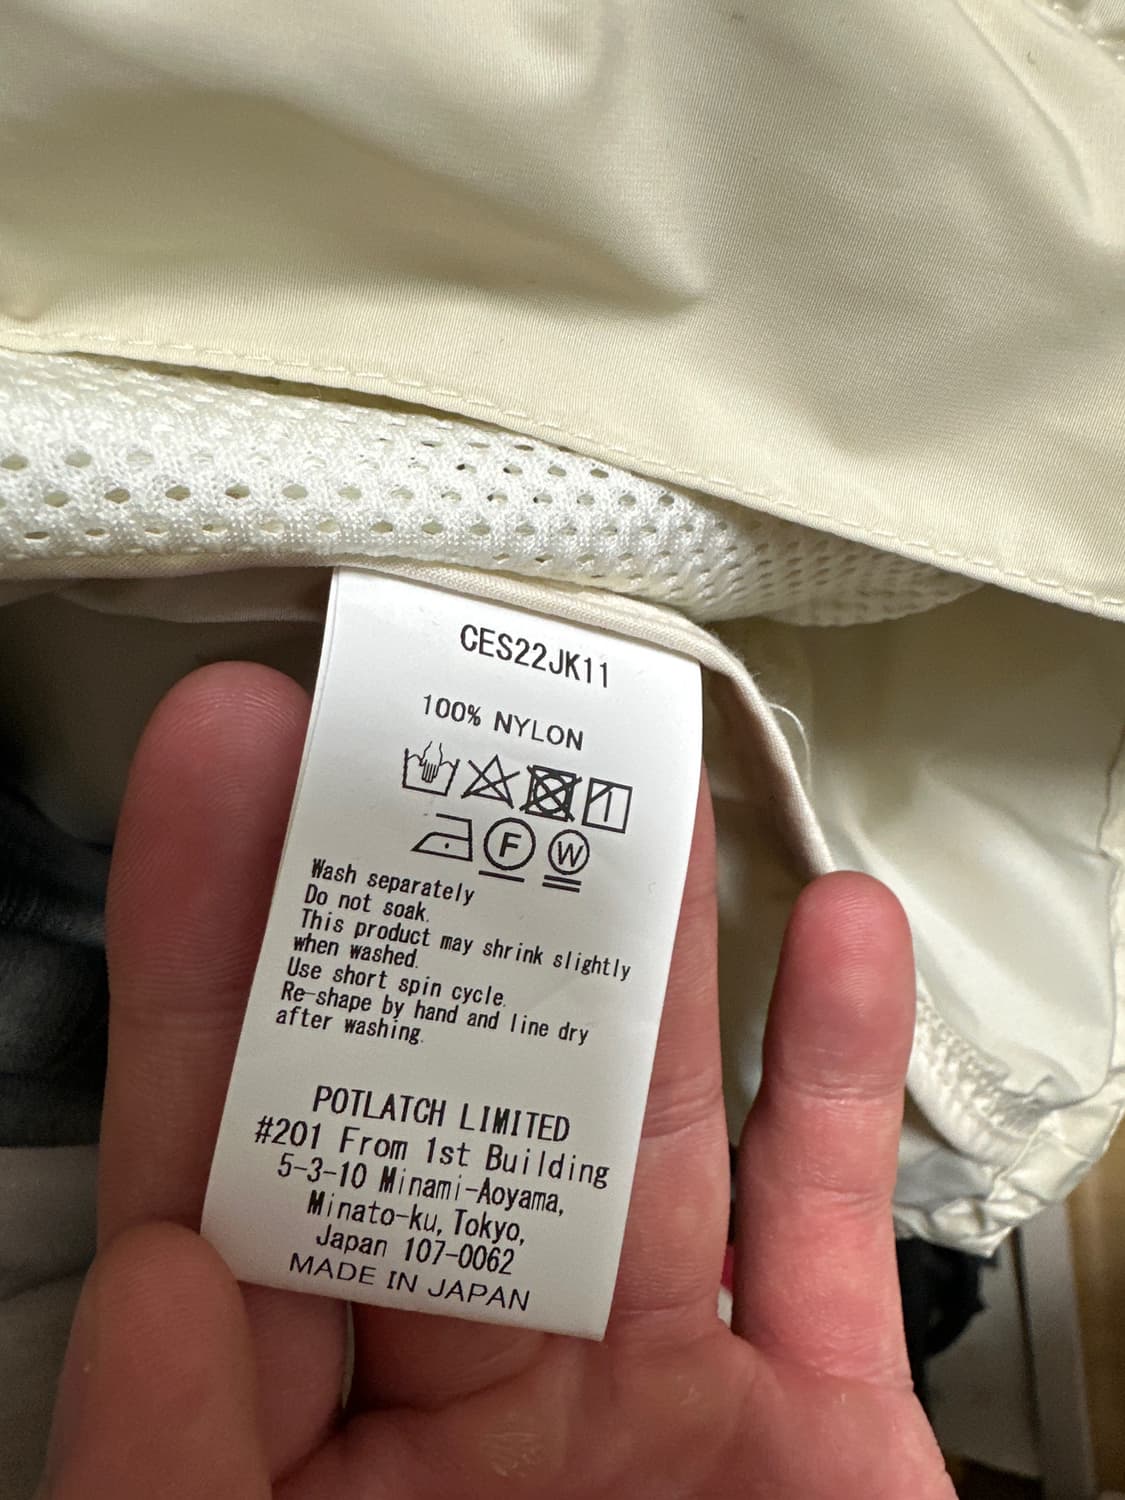 CES22JK11
100% NYLON
F W
Wash separately
Do not soak.
This product may shrink slightly
when washed.
Use short spin cycle.
Re-shape by hand and line dry
after washing.
POTLATCH LIMITED
#201 From 1st Building
5-3-10 Minami-Aoyama,
Minato-ku, Tokyo,
Japan 107-0062
MADE IN JAPAN